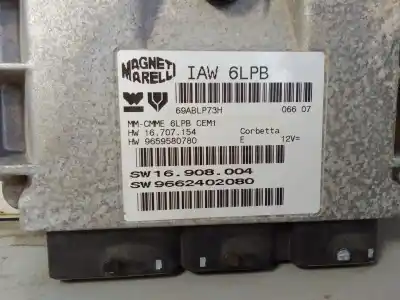 MAGNETI
MARELLI
IAW 6LPB
69ABLP73H
066 07
MM-CMME 6LPB CEM1
HW 16.707.154
Corbetta
HW 9659580780
E
12V=
SW16.908.004
SW9662402080